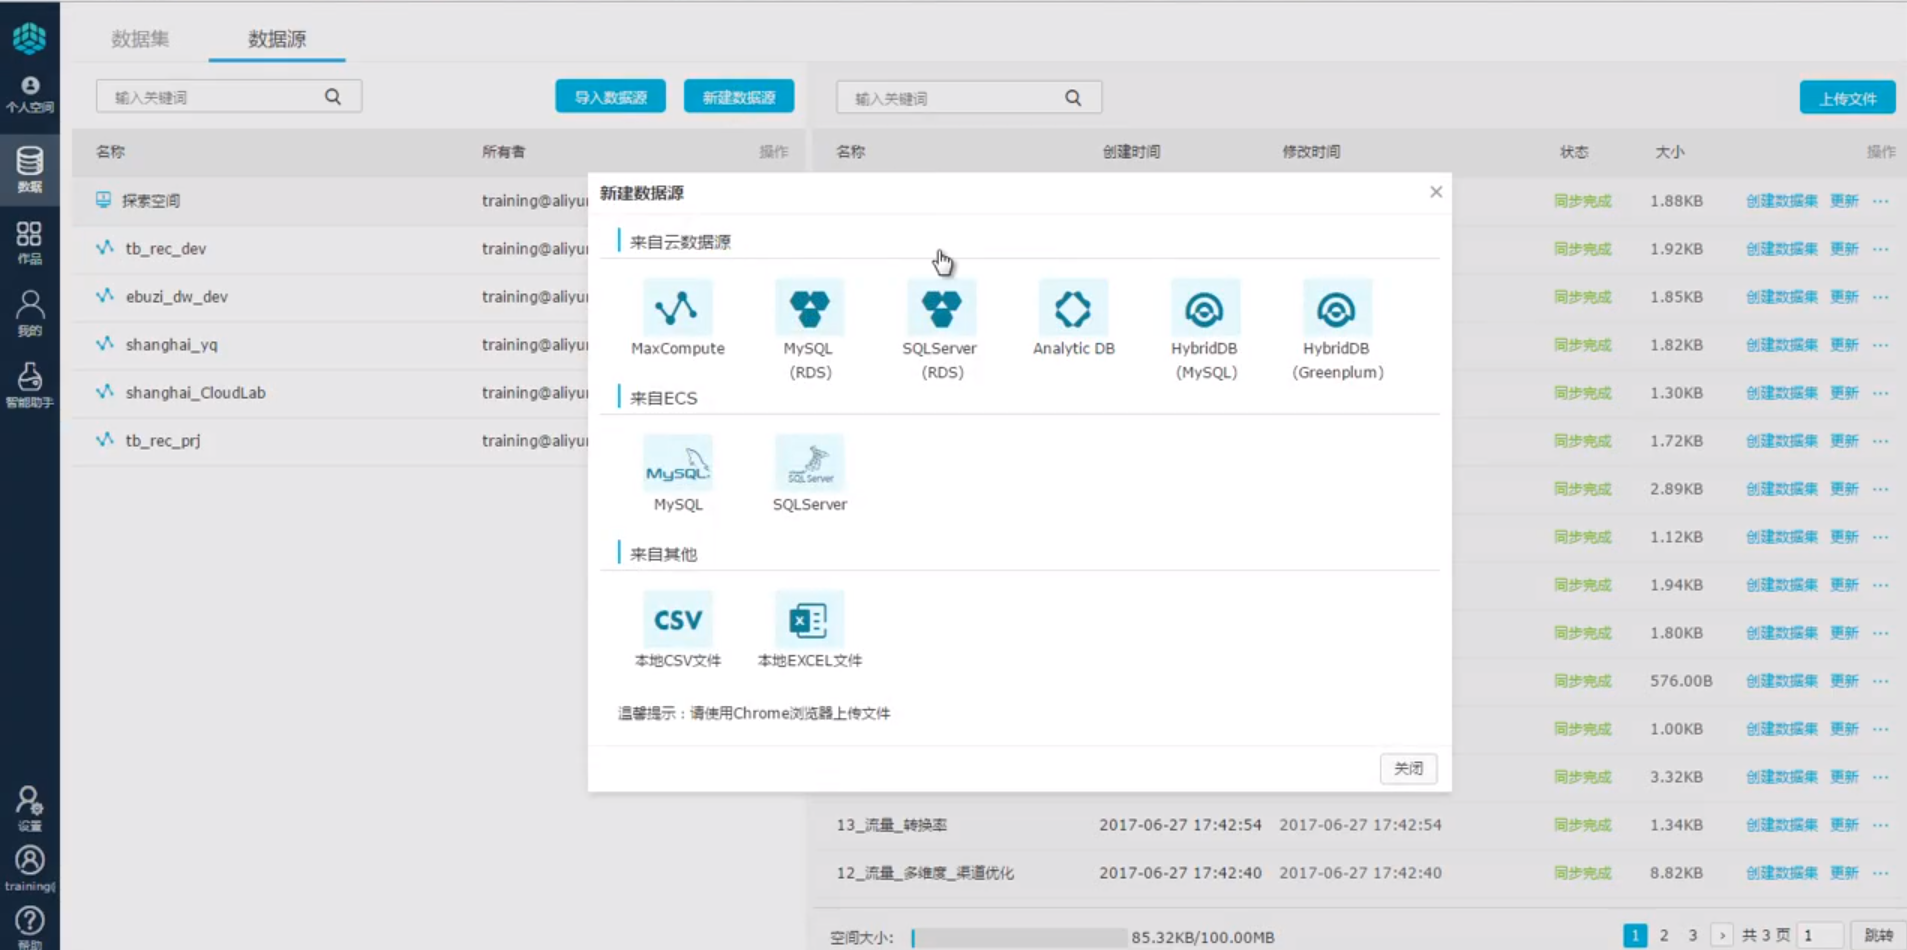 数据集
数据源
个人空间
数据
作品
我的
智能助手
设置
training@
帮助
输入关键词
导入数据源
新建数据源
输入关键词
上传文件
名称
所有者
操作
名称
创建时间
修改时间
状态
大小
操作
探索空间
training@aliyun
tb_rec_dev
training@aliyun
ebuzi_dw_dev
training@aliyun
shanghai_yq
training@aliyun
shanghai_CloudLab
training@aliyun
tb_rec_prj
training@aliyun
新建数据源
来自云数据源
MaxCompute
MySQL
(RDS)
SQLServer
(RDS)
Analytic DB
HybridDB
(MySQL)
HybridDB
(Greenplum)
来自ECS
MySQL
MySQL
SQLServer
SQLServer
来自其他
CSV
本地CSV文件
本地EXCEL文件
温馨提示：请使用Chrome浏览器上传文件
关闭
同步完成 1.88KB 创建数据集 更新 ···
同步完成 1.92KB 创建数据集 更新 ···
同步完成 1.85KB 创建数据集 更新 ···
同步完成 1.82KB 创建数据集 更新 ···
同步完成 1.30KB 创建数据集 更新 ···
同步完成 1.72KB 创建数据集 更新 ···
同步完成 2.89KB 创建数据集 更新 ···
同步完成 1.12KB 创建数据集 更新 ···
同步完成 1.94KB 创建数据集 更新 ···
同步完成 1.80KB 创建数据集 更新 ···
同步完成 576.00B 创建数据集 更新 ···
同步完成 1.00KB 创建数据集 更新 ···
同步完成 3.32KB 创建数据集 更新 ···
13_流量_转换率 2017-06-27 17:42:54 2017-06-27 17:42:54 同步完成 1.34KB 创建数据集 更新 ···
12_流量_多维度_渠道优化 2017-06-27 17:42:40 2017-06-27 17:42:40 同步完成 8.82KB 创建数据集 更新 ···
空间大小: 85.32KB/100.00MB
1 2 3 › 共 3 页 1 跳转